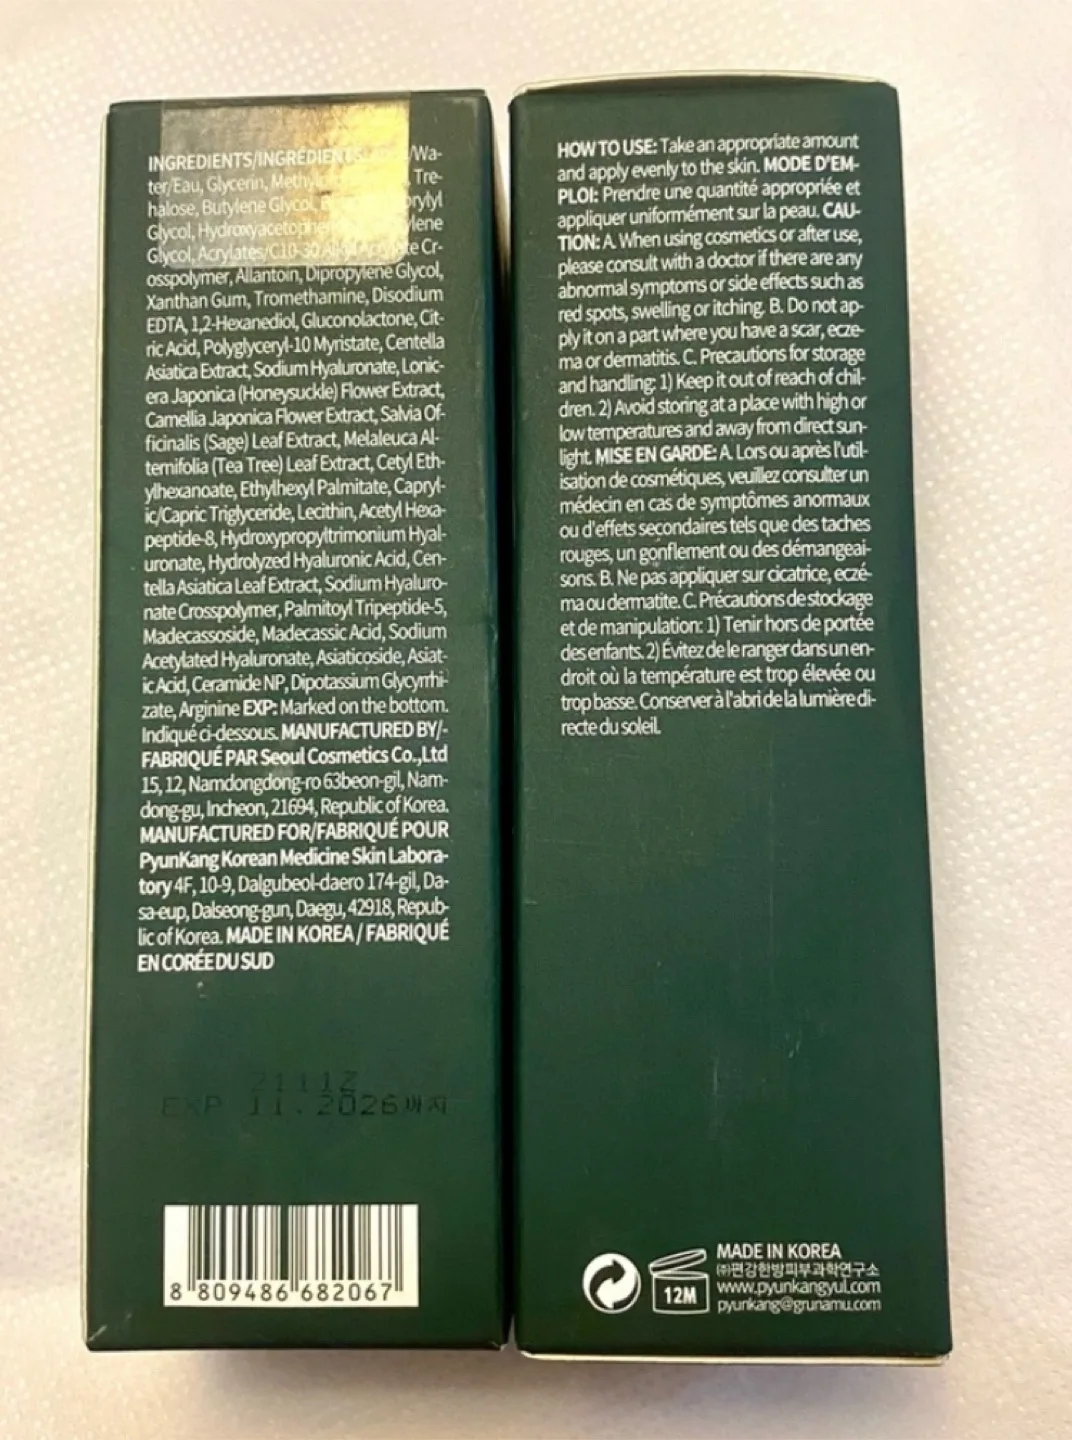 INGREDIENTS/INGRÉDIENTS: /Wa-
ter/Eau, Glycerin, Tre-
halose, Butylene Glycol,
Glycol,
Glycol, Acrylates/C10-30 Alkyl Acrylate Cr-
osspolymer, Allantoin, Dipropylene Glycol,
Xanthan Gum, Tromethamine, Disodium
EDTA, 1,2-Hexanediol, Gluconolactone, Cit-
ric Acid, Polyglyceryl-10 Myristate, Centella
Asiatica Extract, Sodium Hyaluronate, Lonic-
era Japonica (Honeysuckle) Flower Extract,
Camellia Japonica Flower Extract, Salvia Of-
ficinalis (Sage) Leaf Extract, Melaleuca Al-
ternifolia (Tea Tree) Leaf Extract, Cetyl Eth-
ylhexanoate, Ethylhexyl Palmitate, Capryl-
ic/Capric Triglyceride, Lecithin, Acetyl Hexa-
peptide-8, Hydroxypropyltrimonium Hyal-
uronate, Hydrolyzed Hyaluronic Acid, Cen-
tella Asiatica Leaf Extract, Sodium Hyaluro-
nate Crosspolymer, Palmitoyl Tripeptide-5,
Madecassoside, Madecassic Acid, Sodium
Acetylated Hyaluronate, Asiaticoside, Asiat-
ic Acid, Ceramide NP, Dipotassium Glycyrrhi-
zate, Arginine EXP: Marked on the bottom.
Indiqué ci-dessous. MANUFACTURED BY/-
FABRIQUÉ PAR Seoul Cosmetics Co.,Ltd
15, 12, Namdongdong-ro 63beon-gil, Nam-
dong-gu, Incheon, 21694, Republic of Korea.
MANUFACTURED FOR/FABRIQUÉ POUR
PyunKang Korean Medicine Skin Labora-
tory 4F, 10-9, Dalgubeol-daero 174-gil, Da-
sa-eup, Dalseong-gun, Daegu, 42918, Repub-
lic of Korea. MADE IN KOREA / FABRIQUÉ
EN CORÉE DU SUD
2111Z
EXP 11.2026까지
8 809486 682067
HOW TO USE: Take an appropriate amount
and apply evenly to the skin. MODE D'EM-
PLOI: Prendre une quantité appropriée et
appliquer uniformément sur la peau. CAU-
TION: A. When using cosmetics or after use,
please consult with a doctor if there are any
abnormal symptoms or side effects such as
red spots, swelling or itching. B. Do not ap-
ply it on a part where you have a scar, ecze-
ma or dermatitis. C. Precautions for storage
and handling: 1) Keep it out of reach of chil-
dren. 2) Avoid storing at a place with high or
low temperatures and away from direct sun-
light. MISE EN GARDE: A. Lors ou après l'util-
isation de cosmétiques, veuillez consulter un
médecin en cas de symptômes anormaux
ou d'effets secondaires tels que des taches
rouges, un gonflement ou des démangeai-
sons. B. Ne pas appliquer sur cicatrice, eczé-
ma ou dermatite. C. Précautions de stockage
et de manipulation: 1) Tenir hors de portée
des enfants. 2) Évitez de le ranger dans un en-
droit où la température est trop élevée ou
trop basse. Conserver à l'abri de la lumière di-
recte du soleil.
12M
MADE IN KOREA
㈜편강한방피부과학연구소
www.pyunkangyul.com
pyunkang@grunamu.com